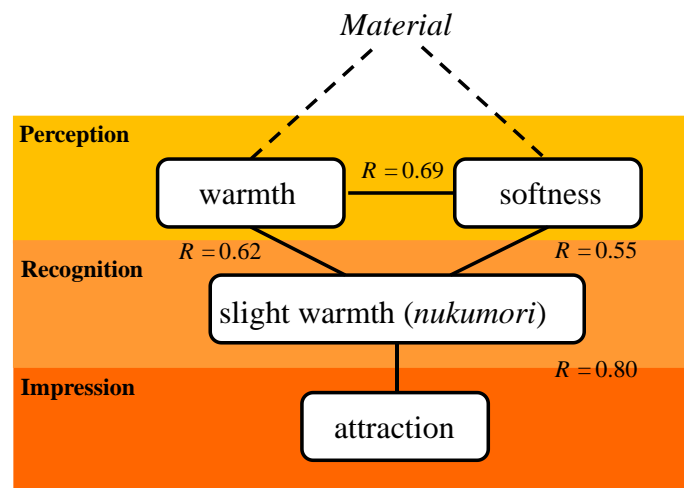 Material
Perception
R = 0.69
warmth
softness
R = 0.62
R = 0.55
Recognition
slight warmth (nukumori)
R = 0.80
Impression
attraction